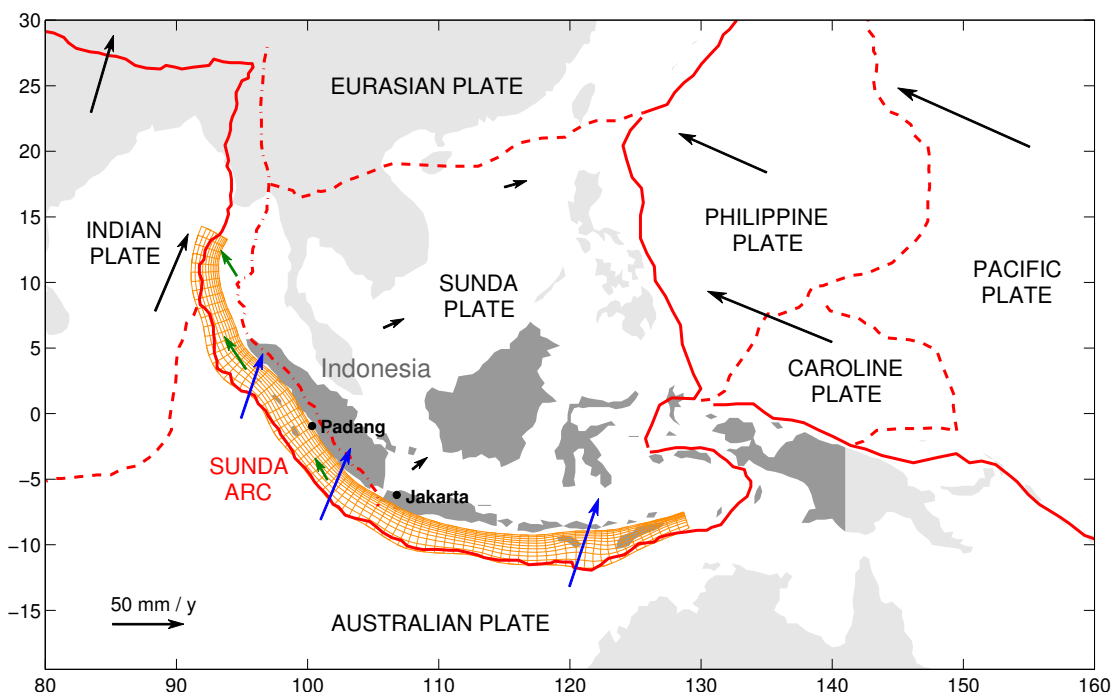 30
25
20
15
10
5
0
−5
−10
−15
80
90
100
110
120
130
140
150
160
EURASIAN PLATE
INDIAN
PLATE
PHILIPPINE
PLATE
SUNDA
PLATE
PACIFIC
PLATE
CAROLINE
PLATE
Indonesia
Padang
SUNDA
ARC
Jakarta
50 mm / y
AUSTRALIAN PLATE